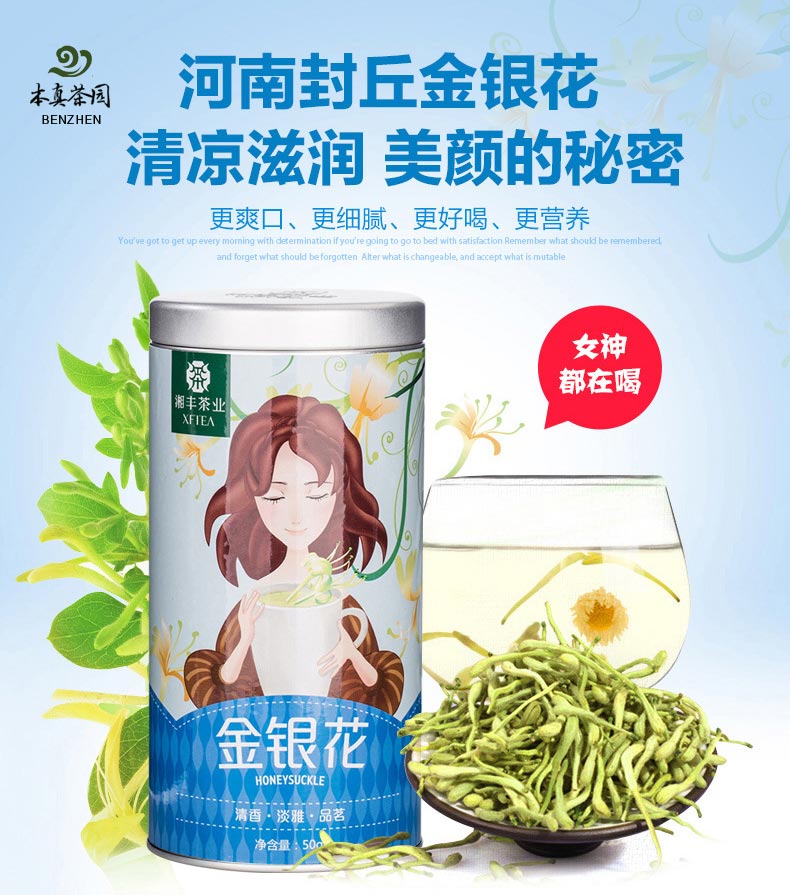 本真茶园
BENZHEN
河南封丘金银花
清凉滋润 美颜的秘密
更爽口、更细腻、更好喝、更营养
You've got to get up every morning with determination if you're going to go to bed with satisfaction Remember what should be remembered,
and forget what should be forgotten Alter what is changeable, and accept what is mutable
女神
都在喝
湘丰茶业
XFTEA
金银花
HONEYSUCKLE
清香·淡雅·品茗
净含量：50g